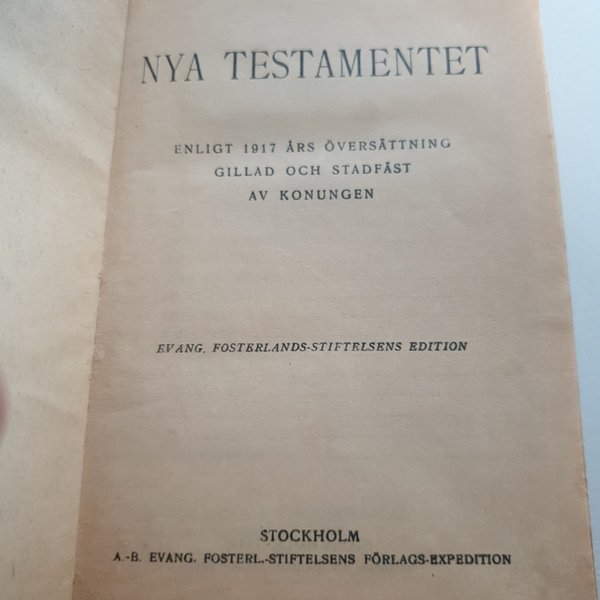 NYA TESTAMENTET
ENLIGT 1917 ÅRS ÖVERSÄTTNING
GILLAD OCH STADFÄST
AV KONUNGEN
EVANG. FOSTERLANDS-STIFTELSENS EDITION
STOCKHOLM
A.-B. EVANG. FOSTERL.-STIFTELSENS FÖRLAGS-EXPEDITION